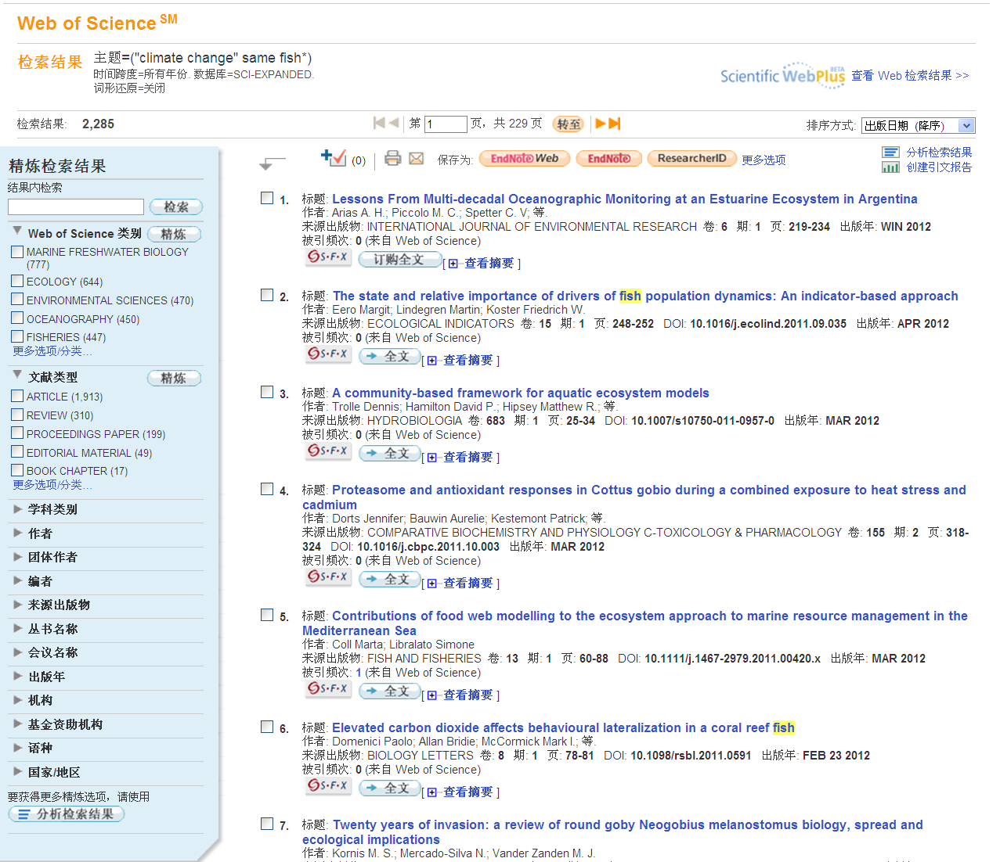 Web of Science SM
检索结果 主题=("climate change" same fish*)
时间跨度=所有年份. 数据库=SCI-EXPANDED.
词形还原=关闭
Scientific WebPlus BETA 查看 Web 检索结果 >>
检索结果: 2,285 第 1 页，共 229 页 转至 排序方式: 出版日期 (降序)
精炼检索结果
结果内检索
检索
Web of Science 类别 精炼
MARINE FRESHWATER BIOLOGY
(777)
ECOLOGY (644)
ENVIRONMENTAL SCIENCES (470)
OCEANOGRAPHY (450)
FISHERIES (447)
更多选项/分类...
文献类型 精炼
ARTICLE (1,913)
REVIEW (310)
PROCEEDINGS PAPER (199)
EDITORIAL MATERIAL (49)
BOOK CHAPTER (17)
更多选项/分类...
学科类别
作者
团体作者
编者
来源出版物
丛书名称
会议名称
出版年
机构
基金资助机构
语种
国家/地区
要获得更多精炼选项，请使用
分析检索结果
(0) 保存为: EndNote Web EndNote ResearcherID 更多选项
分析检索结果
创建引文报告
1. 标题: Lessons From Multi-decadal Oceanographic Monitoring at an Estuarine Ecosystem in Argentina
作者: Arias A. H.; Piccolo M. C.; Spetter C. V; 等.
来源出版物: INTERNATIONAL JOURNAL OF ENVIRONMENTAL RESEARCH 卷: 6 期: 1 页: 219-234 出版年: WIN 2012
被引频次: 0 (来自 Web of Science)
S·F·X 订购全文 [ 查看摘要 ]
2. 标题: The state and relative importance of drivers of fish population dynamics: An indicator-based approach
作者: Eero Margit; Lindegren Martin; Koster Friedrich W.
来源出版物: ECOLOGICAL INDICATORS 卷: 15 期: 1 页: 248-252 DOI: 10.1016/j.ecolind.2011.09.035 出版年: APR 2012
被引频次: 0 (来自 Web of Science)
S·F·X 全文 [ 查看摘要 ]
3. 标题: A community-based framework for aquatic ecosystem models
作者: Trolle Dennis; Hamilton David P.; Hipsey Matthew R.; 等.
来源出版物: HYDROBIOLOGIA 卷: 683 期: 1 页: 25-34 DOI: 10.1007/s10750-011-0957-0 出版年: MAR 2012
被引频次: 0 (来自 Web of Science)
S·F·X 全文 [ 查看摘要 ]
4. 标题: Proteasome and antioxidant responses in Cottus gobio during a combined exposure to heat stress and
cadmium
作者: Dorts Jennifer; Bauwin Aurelie; Kestemont Patrick; 等.
来源出版物: COMPARATIVE BIOCHEMISTRY AND PHYSIOLOGY C-TOXICOLOGY & PHARMACOLOGY 卷: 155 期: 2 页: 318-
324 DOI: 10.1016/j.cbpc.2011.10.003 出版年: MAR 2012
被引频次: 0 (来自 Web of Science)
S·F·X 全文 [ 查看摘要 ]
5. 标题: Contributions of food web modelling to the ecosystem approach to marine resource management in the
Mediterranean Sea
作者: Coll Marta; Libralato Simone
来源出版物: FISH AND FISHERIES 卷: 13 期: 1 页: 60-88 DOI: 10.1111/j.1467-2979.2011.00420.x 出版年: MAR 2012
被引频次: 1 (来自 Web of Science)
S·F·X 全文 [ 查看摘要 ]
6. 标题: Elevated carbon dioxide affects behavioural lateralization in a coral reef fish
作者: Domenici Paolo; Allan Bridie; McCormick Mark I.; 等.
来源出版物: BIOLOGY LETTERS 卷: 8 期: 1 页: 78-81 DOI: 10.1098/rsbl.2011.0591 出版年: FEB 23 2012
被引频次: 0 (来自 Web of Science)
S·F·X 全文 [ 查看摘要 ]
7. 标题: Twenty years of invasion: a review of round goby Neogobius melanostomus biology, spread and
ecological implications
作者: Kornis M. S.; Mercado-Silva N.; Vander Zanden M. J.